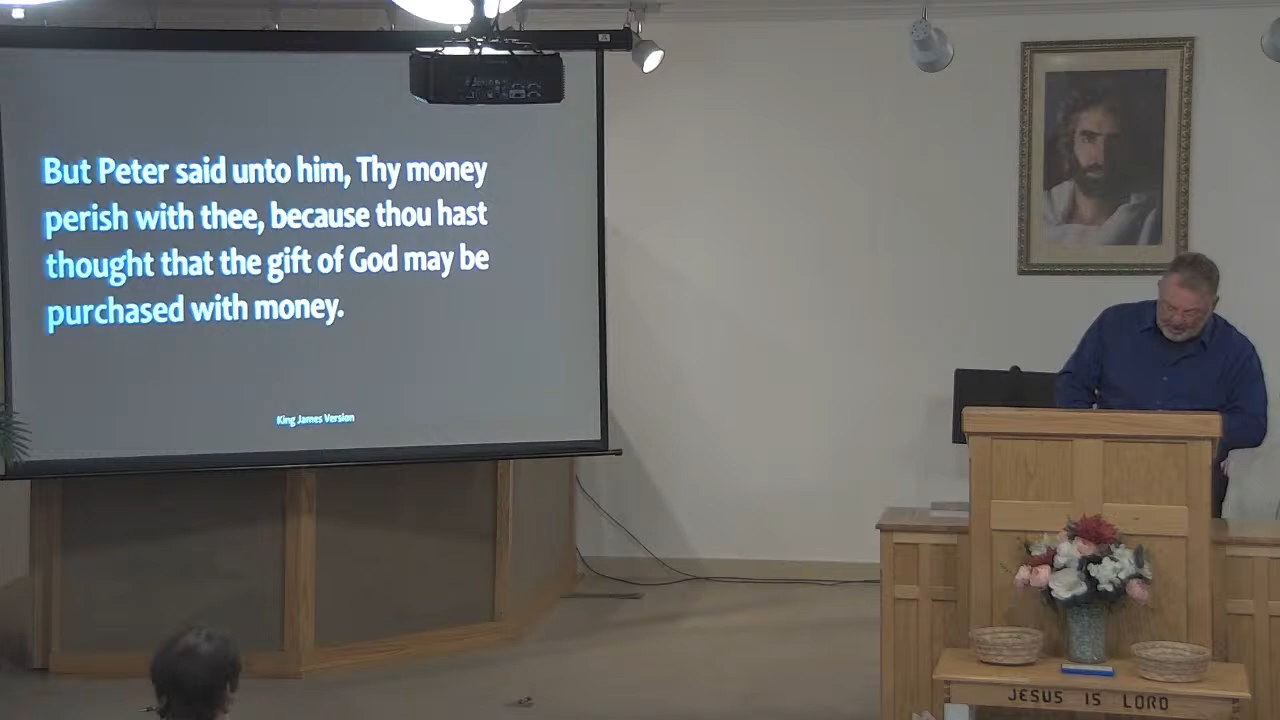 But Peter said unto him, Thy money
perish with thee, because thou hast
thought that the gift of God may be
purchased with money.
King James Version
JESUS IS LORD